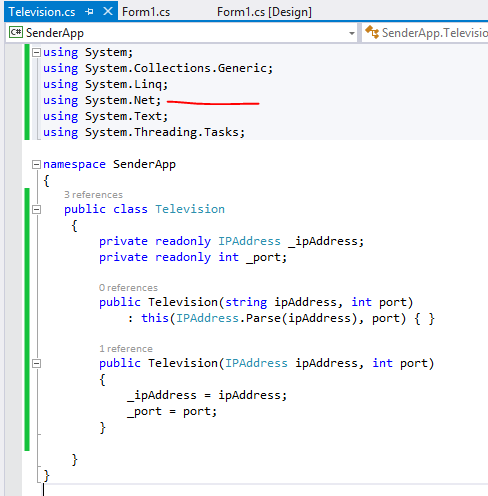 Television.cs
Form1.cs
Form1.cs [Design]
C# SenderApp
SenderApp.Televisio
using System;
using System.Collections.Generic;
using System.Linq;
using System.Net;
using System.Text;
using System.Threading.Tasks;
namespace SenderApp
{
3 references
public class Television
{
private readonly IPAddress _ipAddress;
private readonly int _port;
0 references
public Television(string ipAddress, int port)
: this(IPAddress.Parse(ipAddress), port) { }
1 reference
public Television(IPAddress ipAddress, int port)
{
_ipAddress = ipAddress;
_port = port;
}
}
}